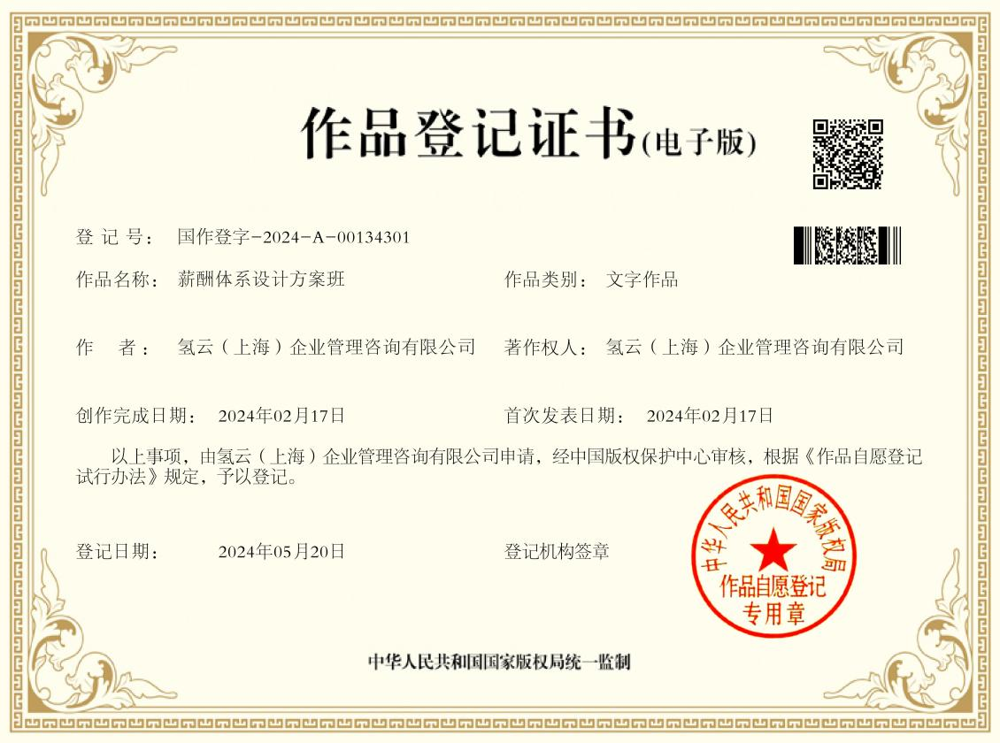 作品登记证书(电子版)
登 记 号： 国作登字-2024-A-00134301
作品名称： 薪酬体系设计方案班 作品类别： 文字作品
作 者： 氢云（上海）企业管理咨询有限公司 著作权人： 氢云（上海）企业管理咨询有限公司
创作完成日期： 2024年02月17日 首次发表日期： 2024年02月17日
以上事项，由氢云（上海）企业管理咨询有限公司申请，经中国版权保护中心审核，根据《作品自愿登记
试行办法》规定，予以登记。
登记日期： 2024年05月20日 登记机构签章
中华人民共和国国家版权局
作品自愿登记
专用章
中华人民共和国国家版权局统一监制